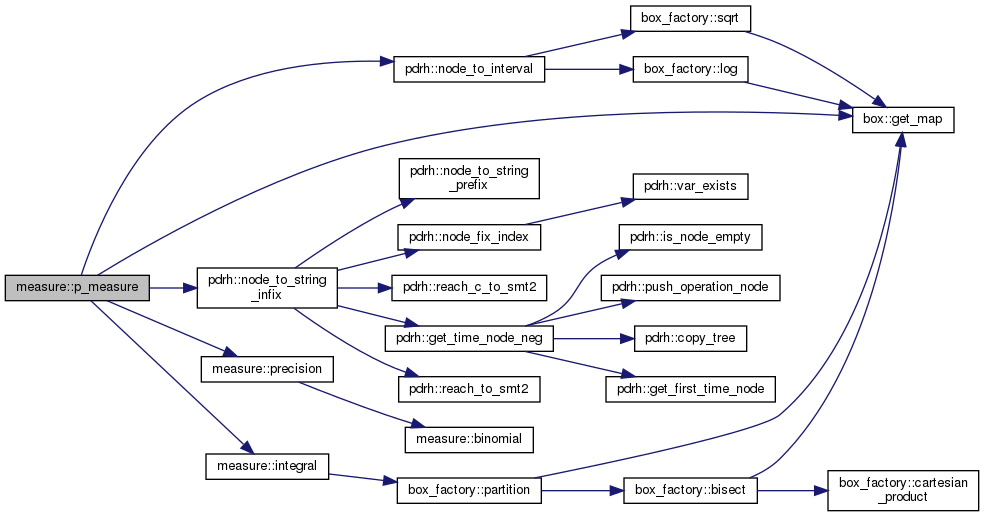 box_factory::sqrt
pdrh::node_to_interval
box_factory::log
box::get_map
pdrh::node_to_string
_prefix
pdrh::var_exists
pdrh::node_fix_index
pdrh::is_node_empty
measure::p_measure
pdrh::node_to_string
_infix
pdrh::reach_c_to_smt2
pdrh::push_operation_node
pdrh::get_time_node_neg
pdrh::copy_tree
measure::precision
pdrh::reach_to_smt2
pdrh::get_first_time_node
measure::binomial
measure::integral
box_factory::partition
box_factory::bisect
box_factory::cartesian
_product